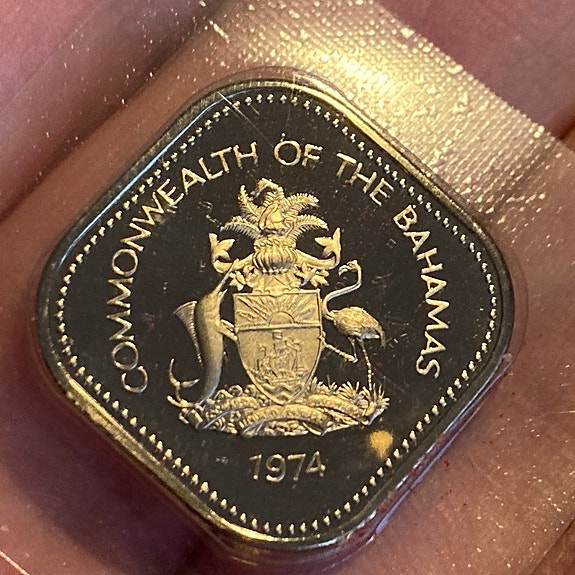 COMMONWEALTH OF THE BAHAMAS
1974